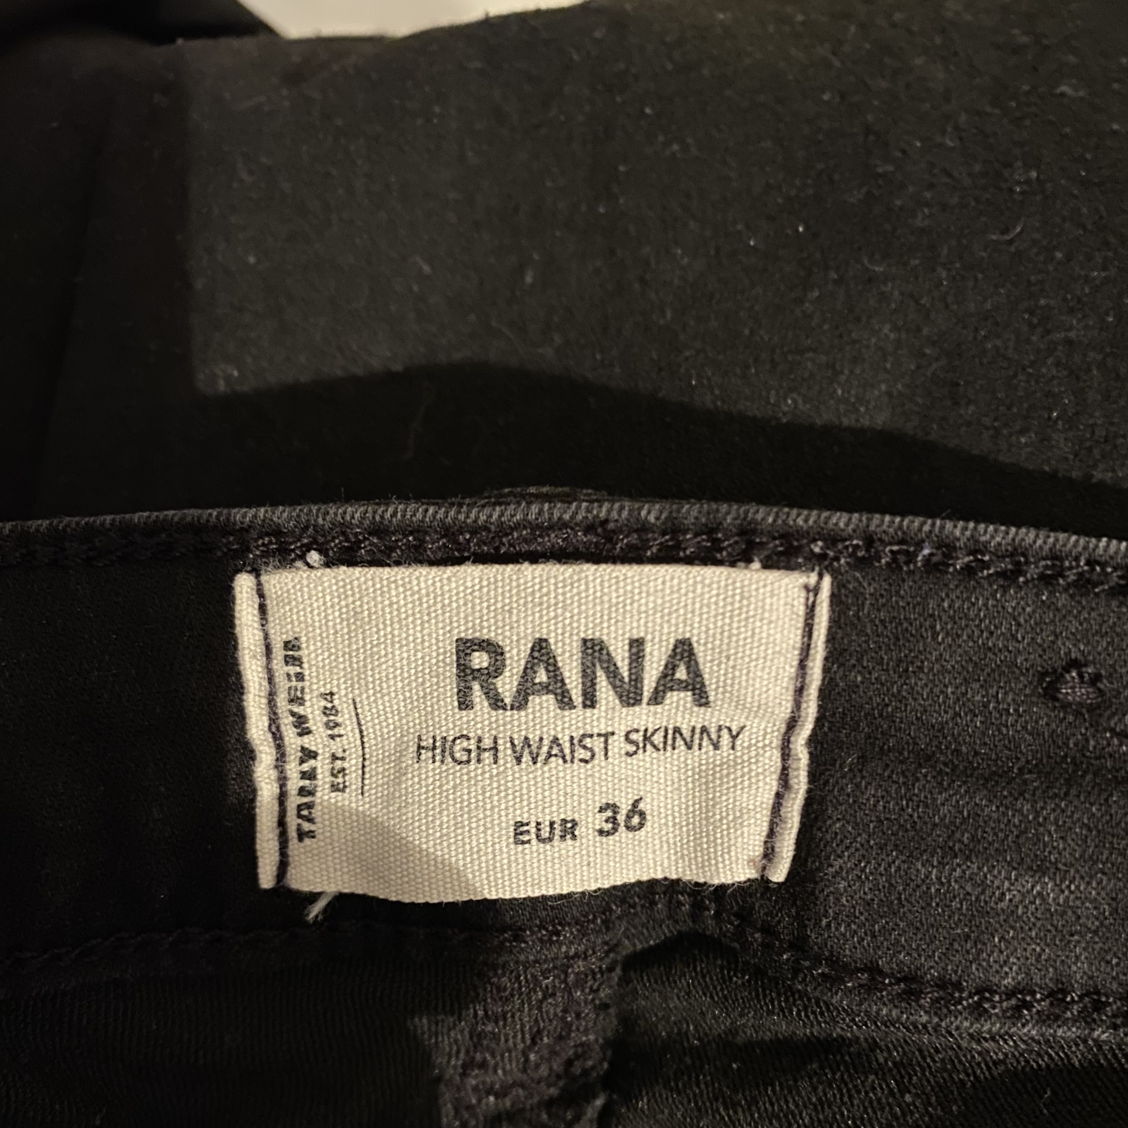 TALLY WEiJL
EST. 1984
RANA
HIGH WAIST SKINNY
EUR 36